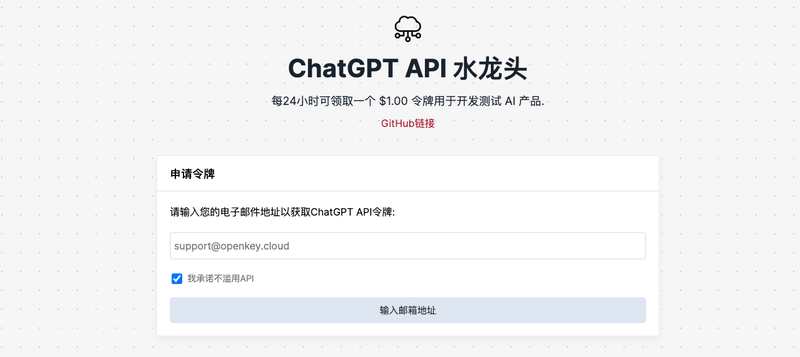 ChatGPT API 水龙头
每24小时可领取一个 $1.00 令牌用于开发测试 AI 产品.
GitHub链接
申请令牌
请输入您的电子邮件地址以获取ChatGPT API令牌:
support@openkey.cloud
我承诺不滥用API
输入邮箱地址